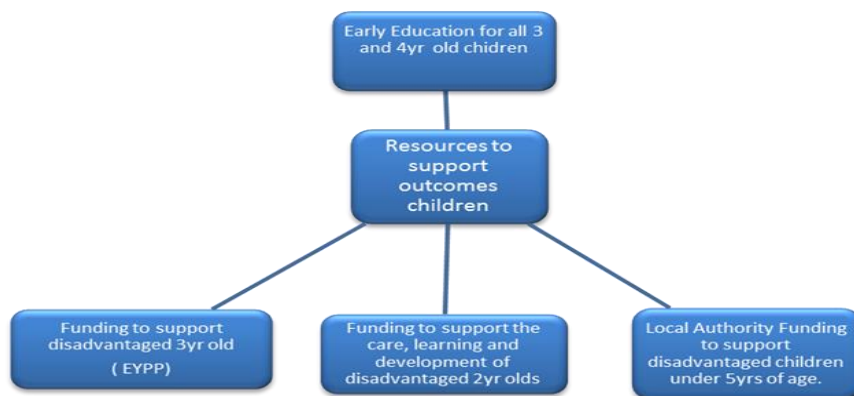 Early Education for all 3
and 4yr old chidren
Resources to
support
outcomes
children
Funding to support
disadvantaged 3yr old
( EYPP)
Funding to support the
care, learning and
development of
disadvantaged 2yr olds
Local Authority Funding
to support
disadvantaged children
under 5yrs of age.